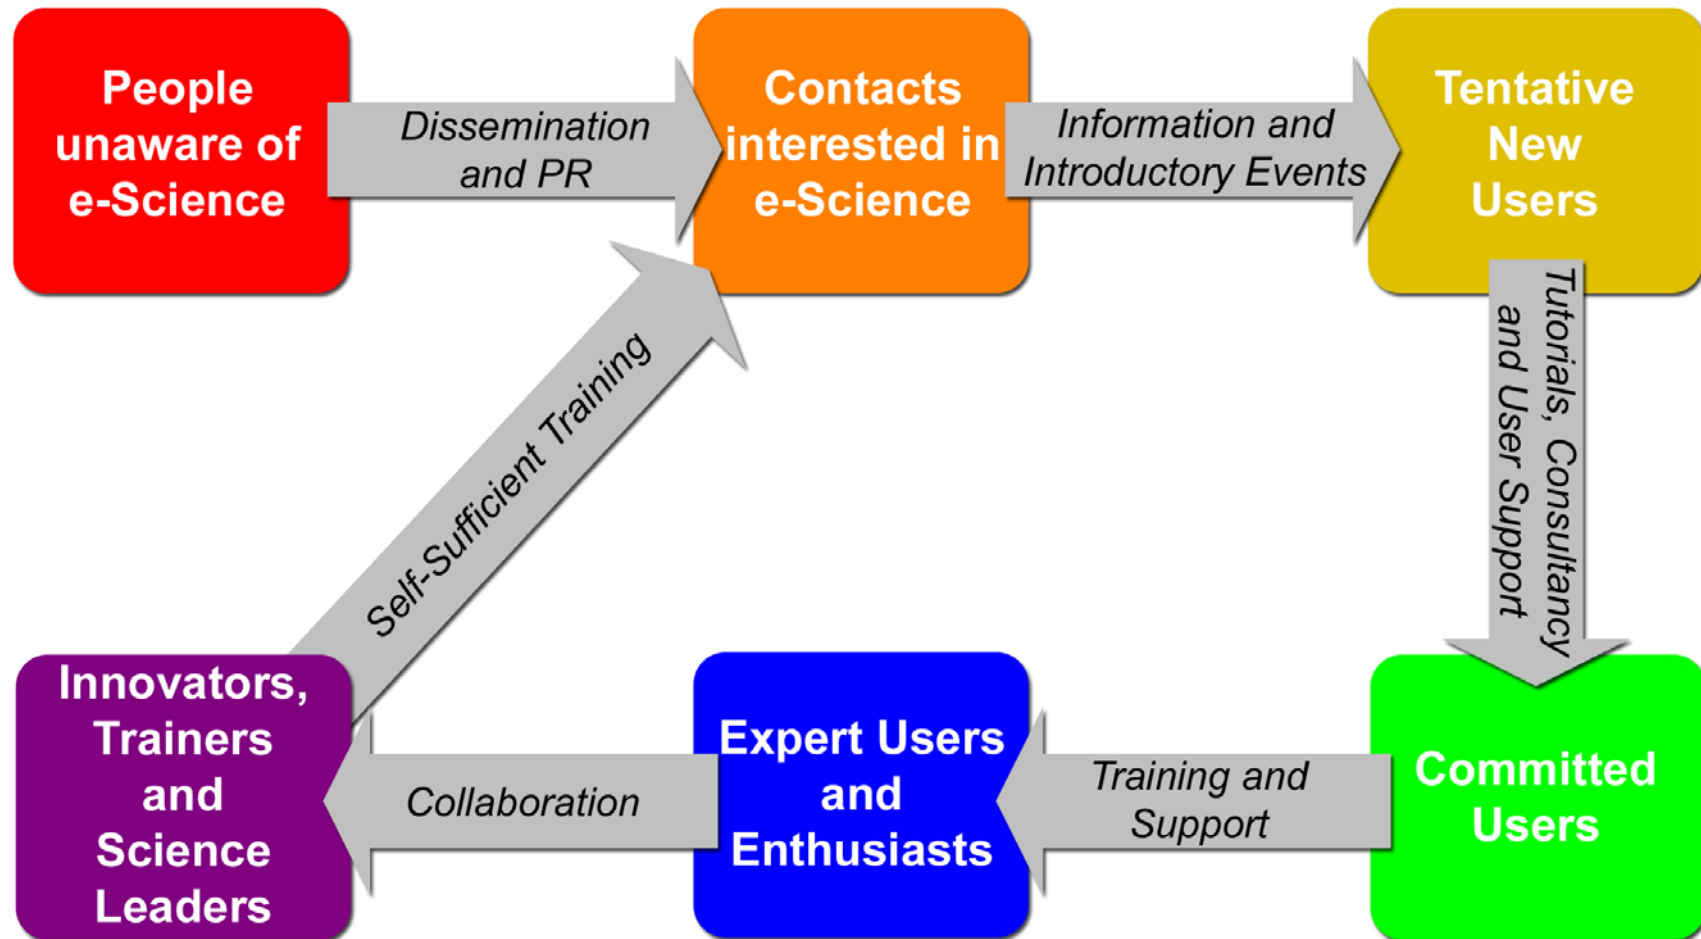 People
unaware of
e-Science
Dissemination
and PR
Contacts
interested in
e-Science
Information and
Introductory Events
Tentative
New
Users
Tutorials, Consultancy
and User Support
Committed
Users
Training and
Support
Expert Users
and
Enthusiasts
Collaboration
Innovators,
Trainers
and
Science
Leaders
Self-Sufficient Training